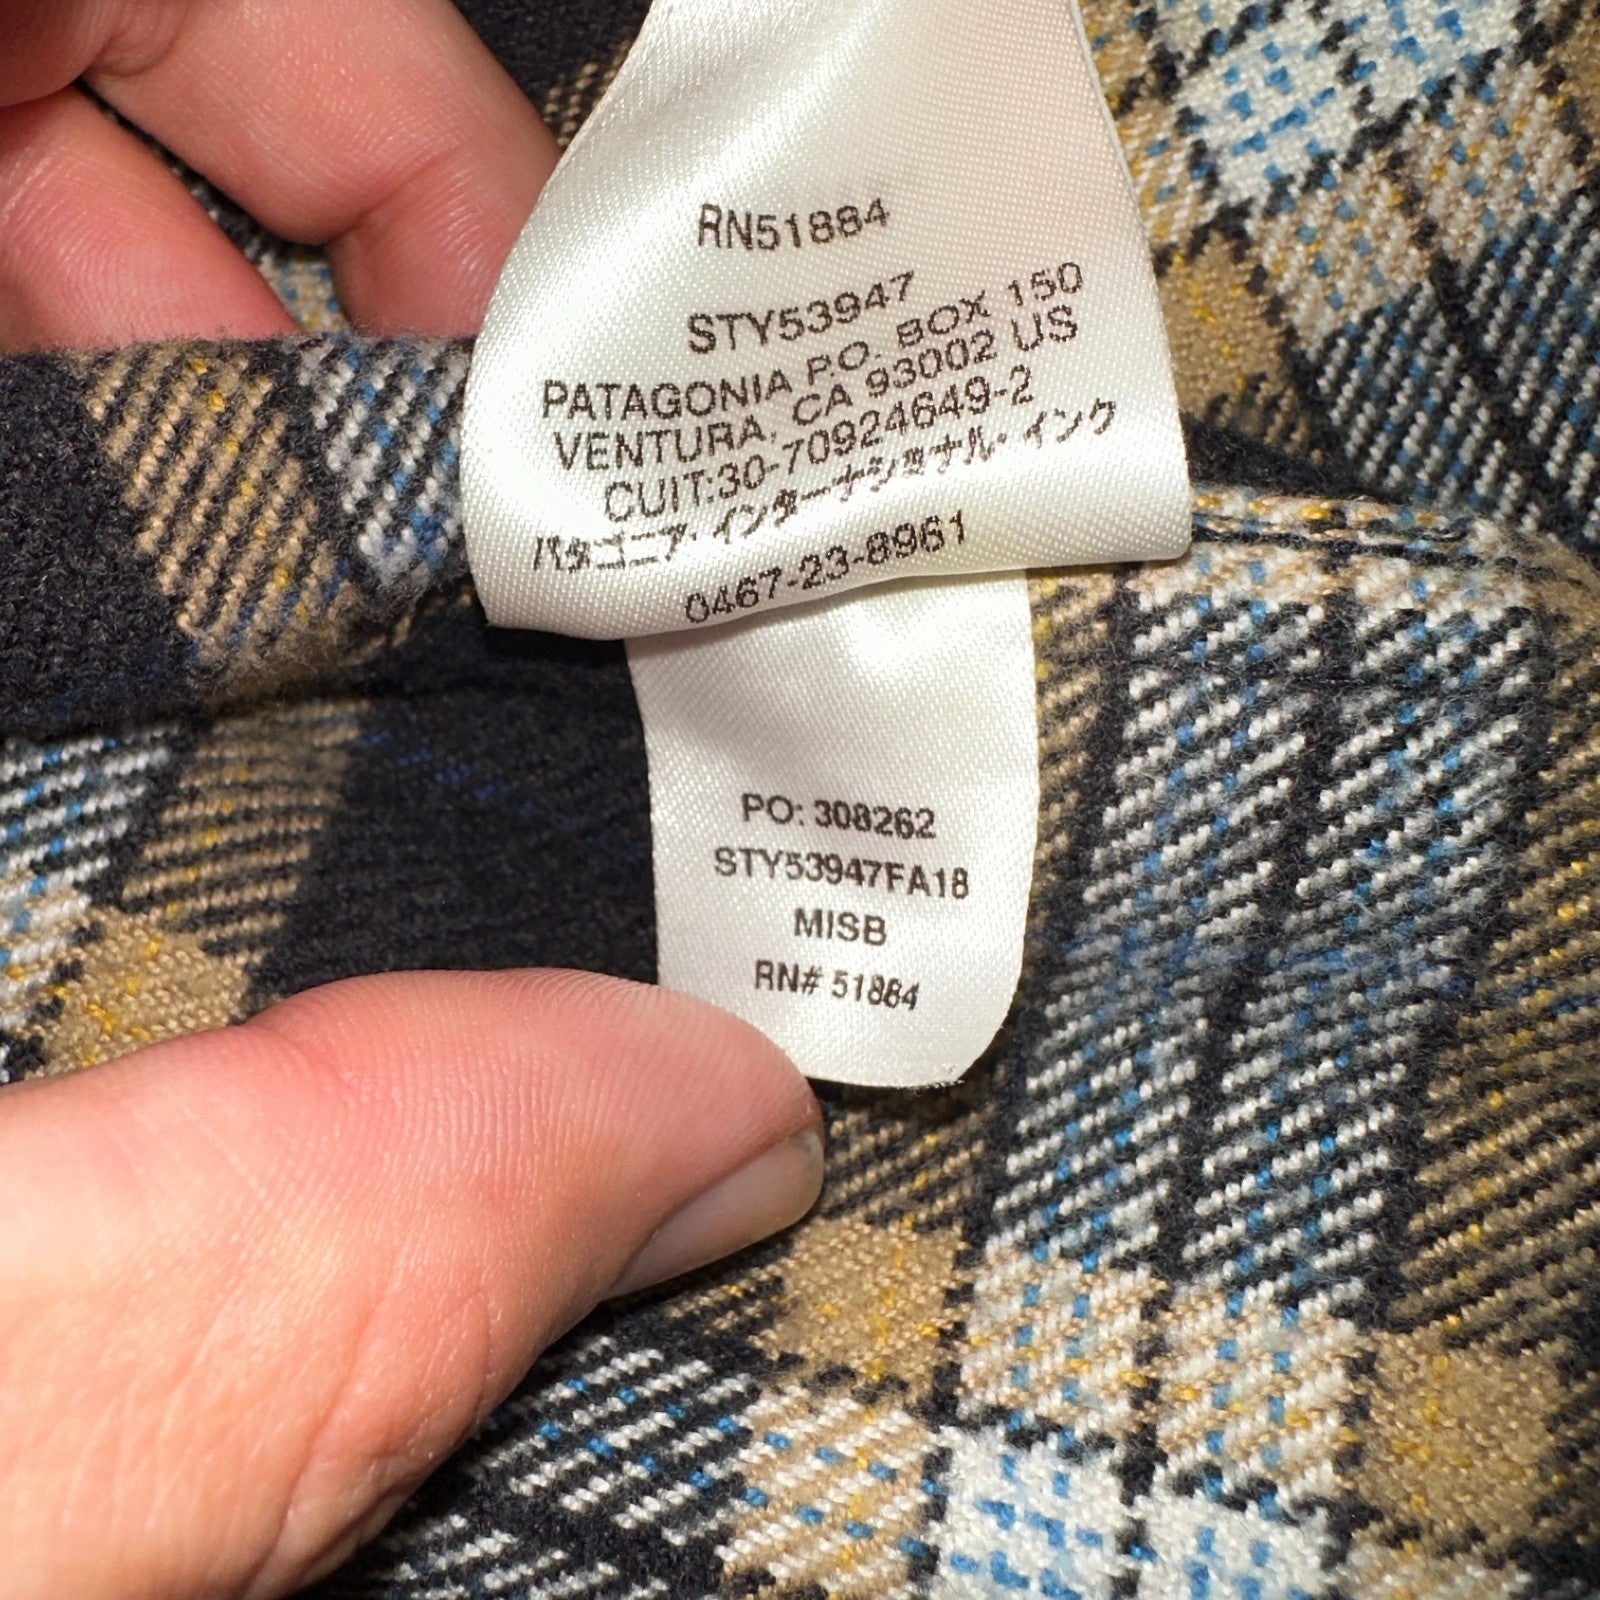 RN51884
STY53947
PATAGONIA P.O. BOX 150
VENTURA, CA 93002 US
CUIT:30-70924649-2
パタゴニア・インターナショナル・インク
0467-23-8961
PO: 308262
STY53947FA18
MISB
RN# 51884